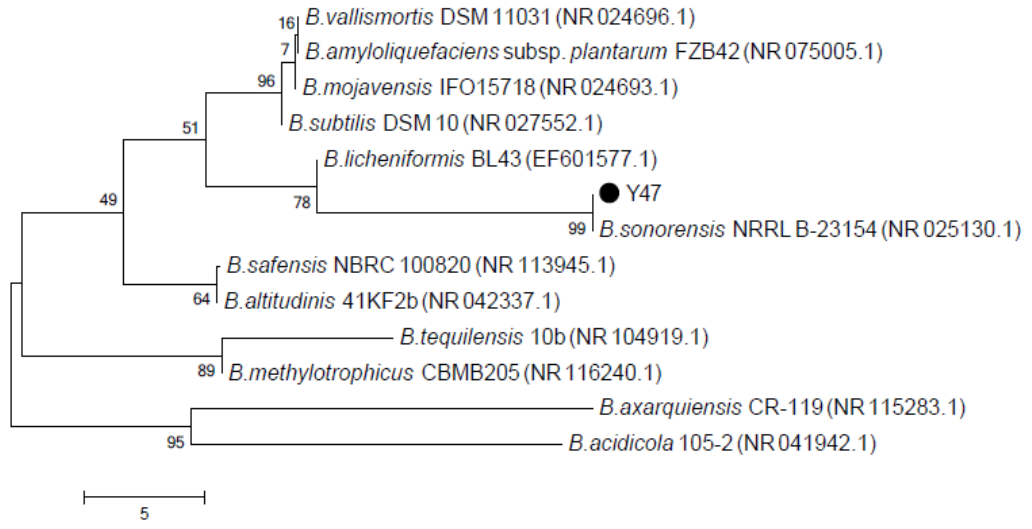 16
B.vallismortis DSM 11031 (NR 024696.1)
7
B.amyloliquefaciens subsp. plantarum FZB42 (NR 075005.1)
96
B.mojavensis IFO15718 (NR 024693.1)
B.subtilis DSM 10 (NR 027552.1)
51
B.licheniformis BL43 (EF601577.1)
49
78
Y47
99
B.sonorensis NRRL B-23154 (NR 025130.1)
B.safensis NBRC 100820 (NR 113945.1)
64
B.altitudinis 41KF2b (NR 042337.1)
B.tequilensis 10b (NR 104919.1)
89
B.methylotrophicus CBMB205 (NR 116240.1)
B.axarquiensis CR-119 (NR 115283.1)
95
B.acidicola 105-2 (NR 041942.1)
5